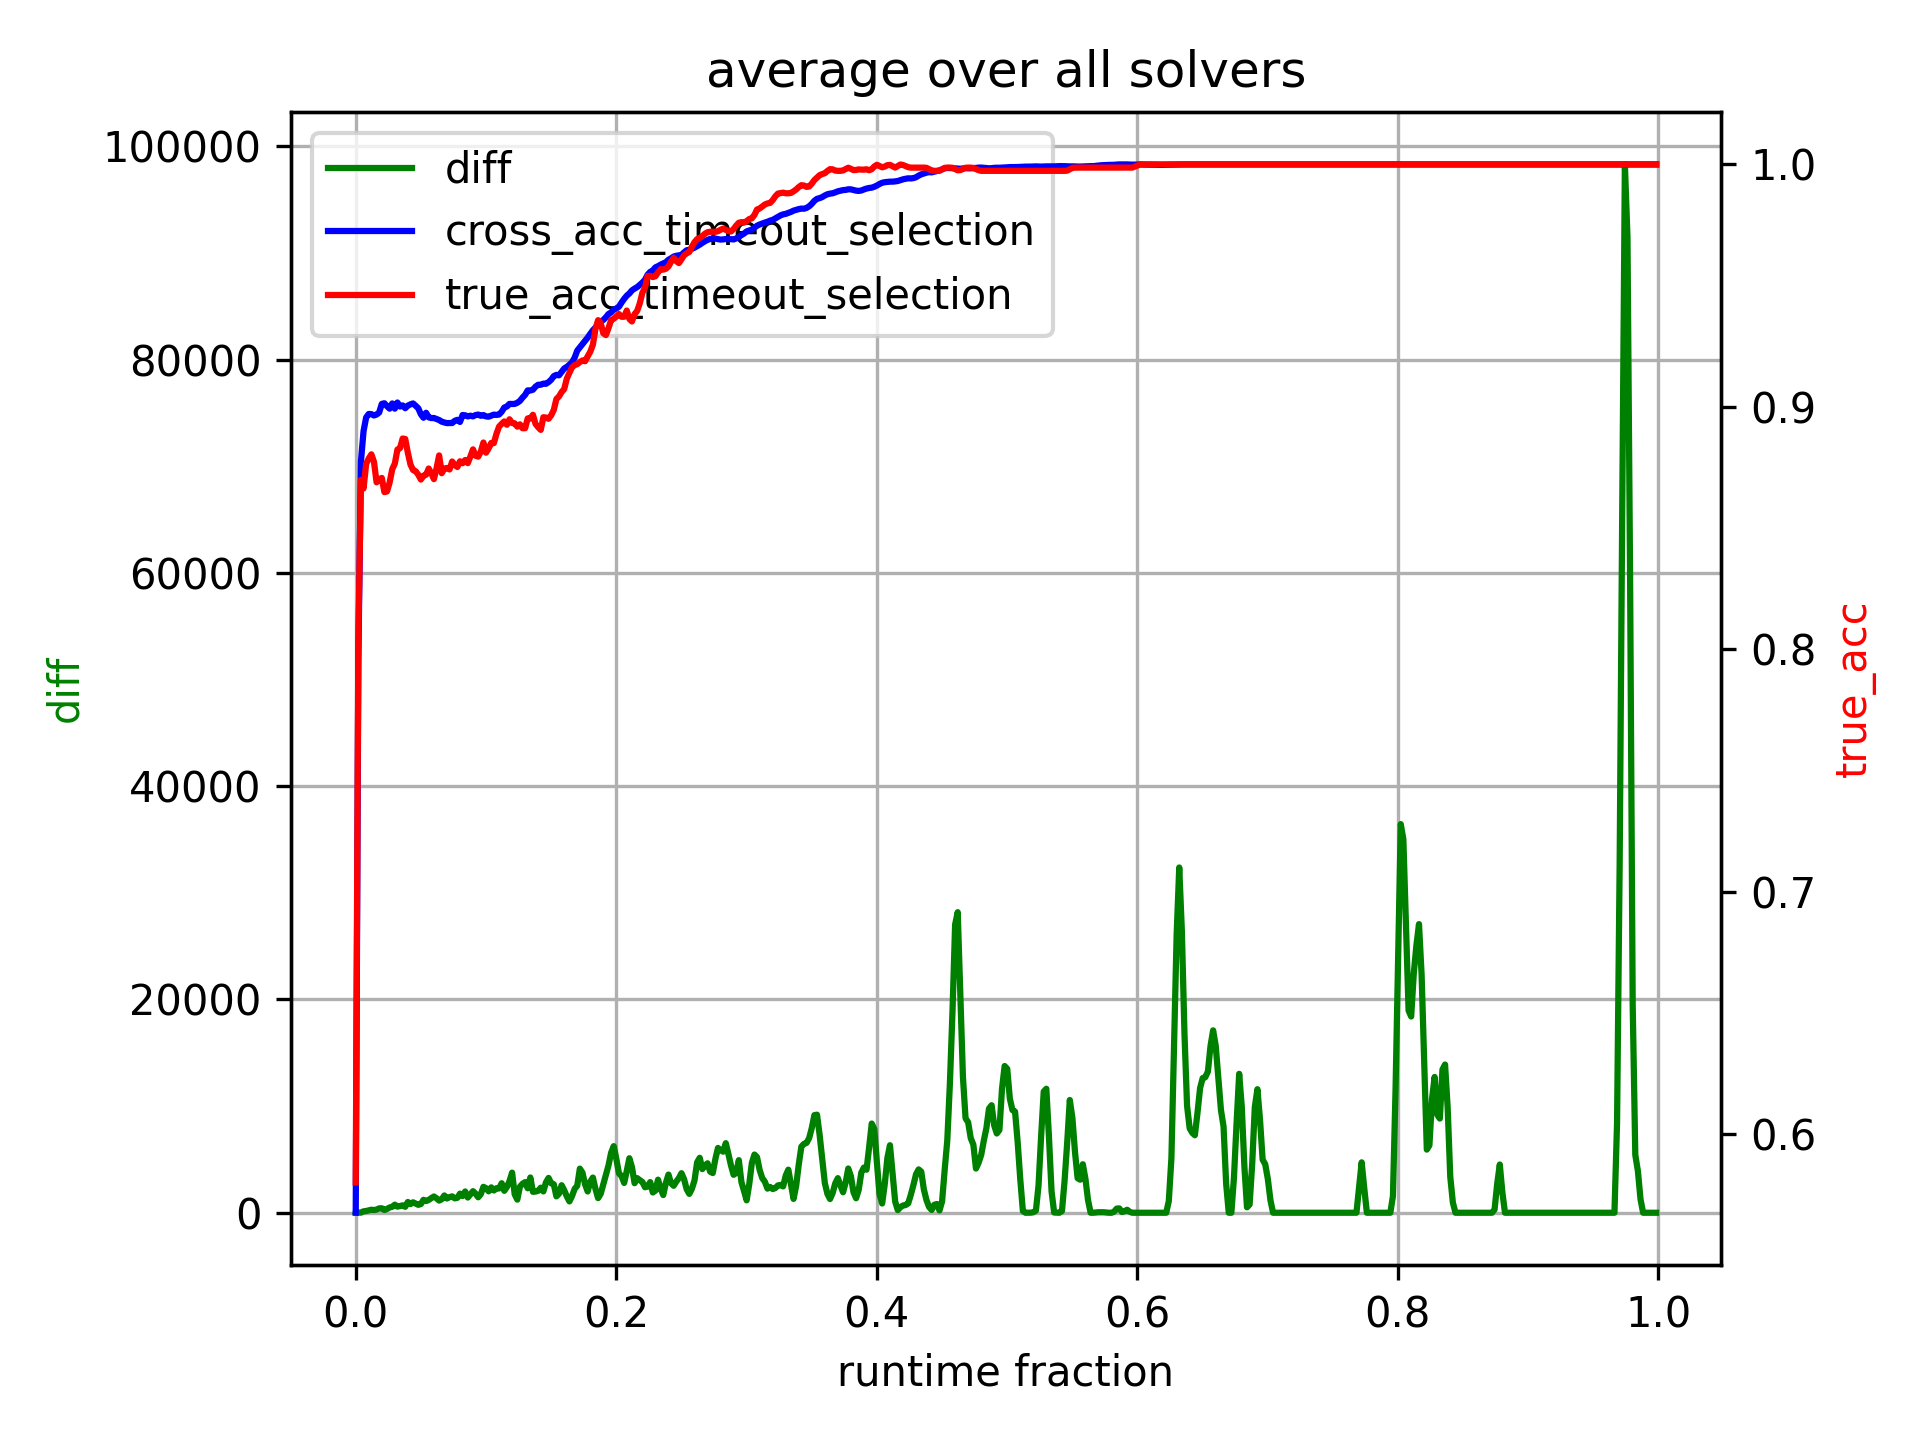 average over all solvers
diff
cross_acc_timeout_selection
true_acc_timeout_selection
100000
80000
60000
40000
20000
0
diff
1.0
0.9
0.8
0.7
0.6
true_acc
0.0 0.2 0.4 0.6 0.8 1.0
runtime fraction